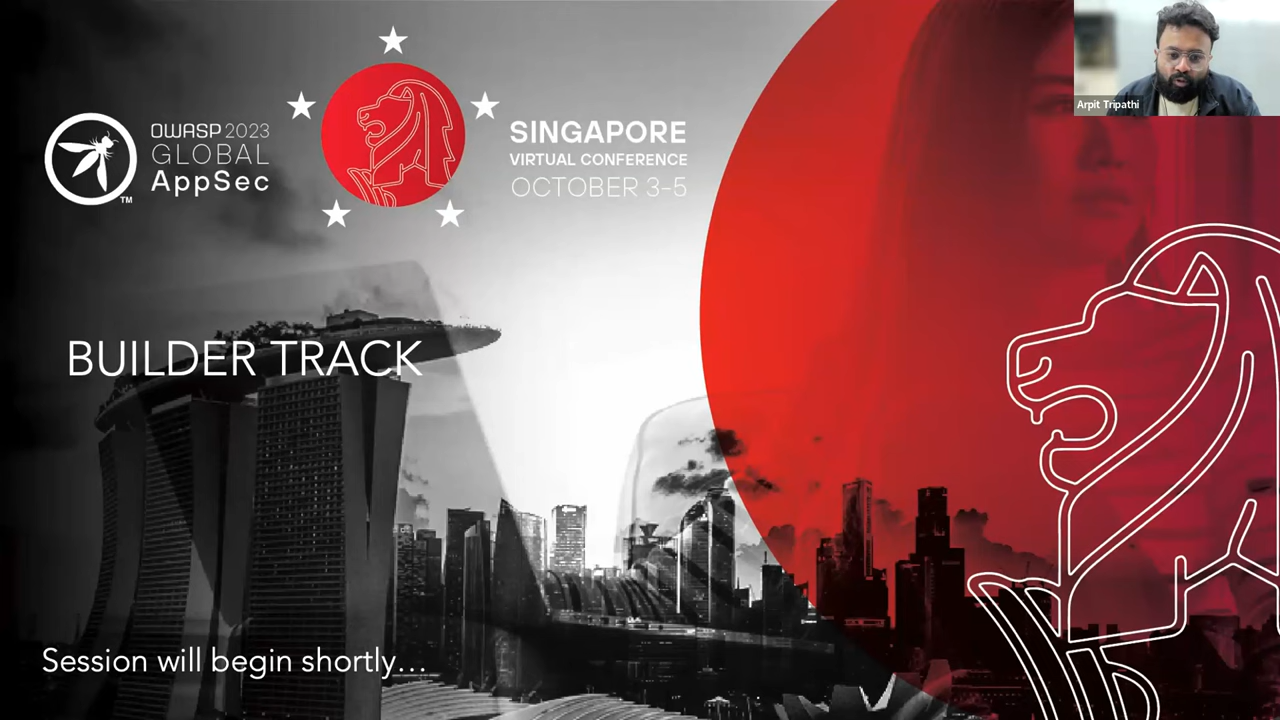 OWASP 2023
GLOBAL
AppSec
TM
SINGAPORE
VIRTUAL CONFERENCE
OCTOBER 3-5
Arpit Tripathi
BUILDER TRACK
Session will begin shortly...